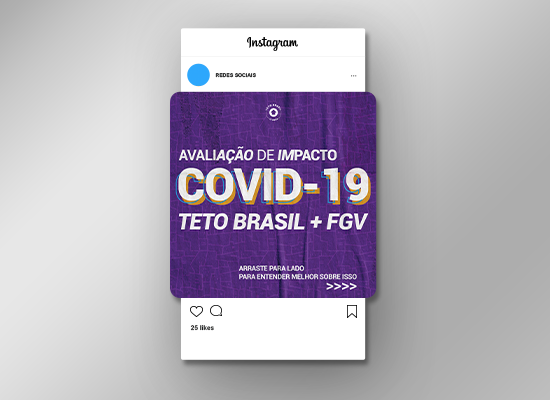 Instagram
REDES SOCIAIS
...
AVALIAÇÃO DE IMPACTO
COVID-19
TETO BRASIL + FGV
ARRASTE PARA LADO
PARA ENTENDER MELHOR SOBRE ISSO
>>>>
25 likes